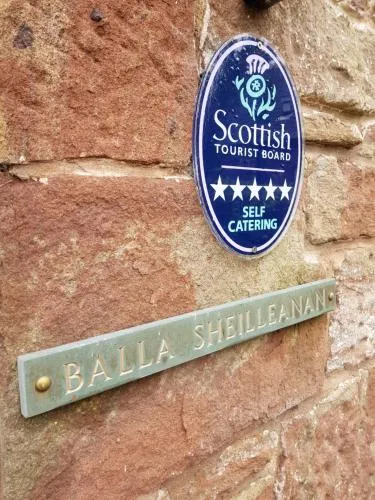 Scottish
TOURIST BOARD
SELF
CATERING
BALLA SHEILLEANAN